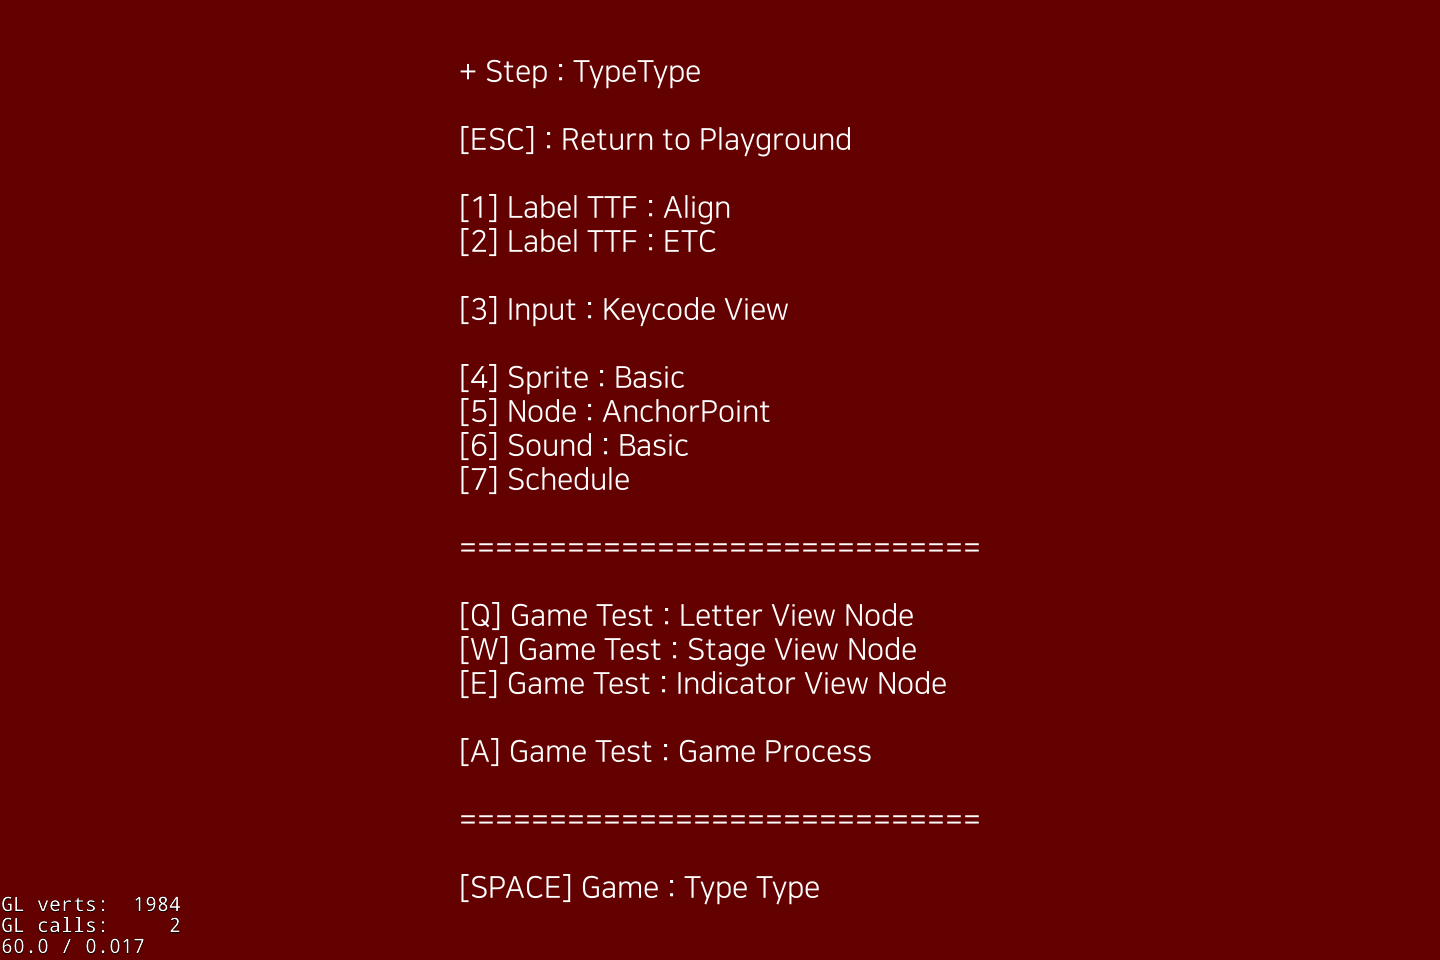 + Step : TypeType
[ESC] : Return to Playground
[1] Label TTF : Align
[2] Label TTF : ETC
[3] Input : Keycode View
[4] Sprite : Basic
[5] Node : AnchorPoint
[6] Sound : Basic
[7] Schedule
=============================
[Q] Game Test : Letter View Node
[W] Game Test : Stage View Node
[E] Game Test : Indicator View Node
[A] Game Test : Game Process
=============================
[SPACE] Game : Type Type
GL verts: 1984
GL calls: 2
60.0 / 0.017